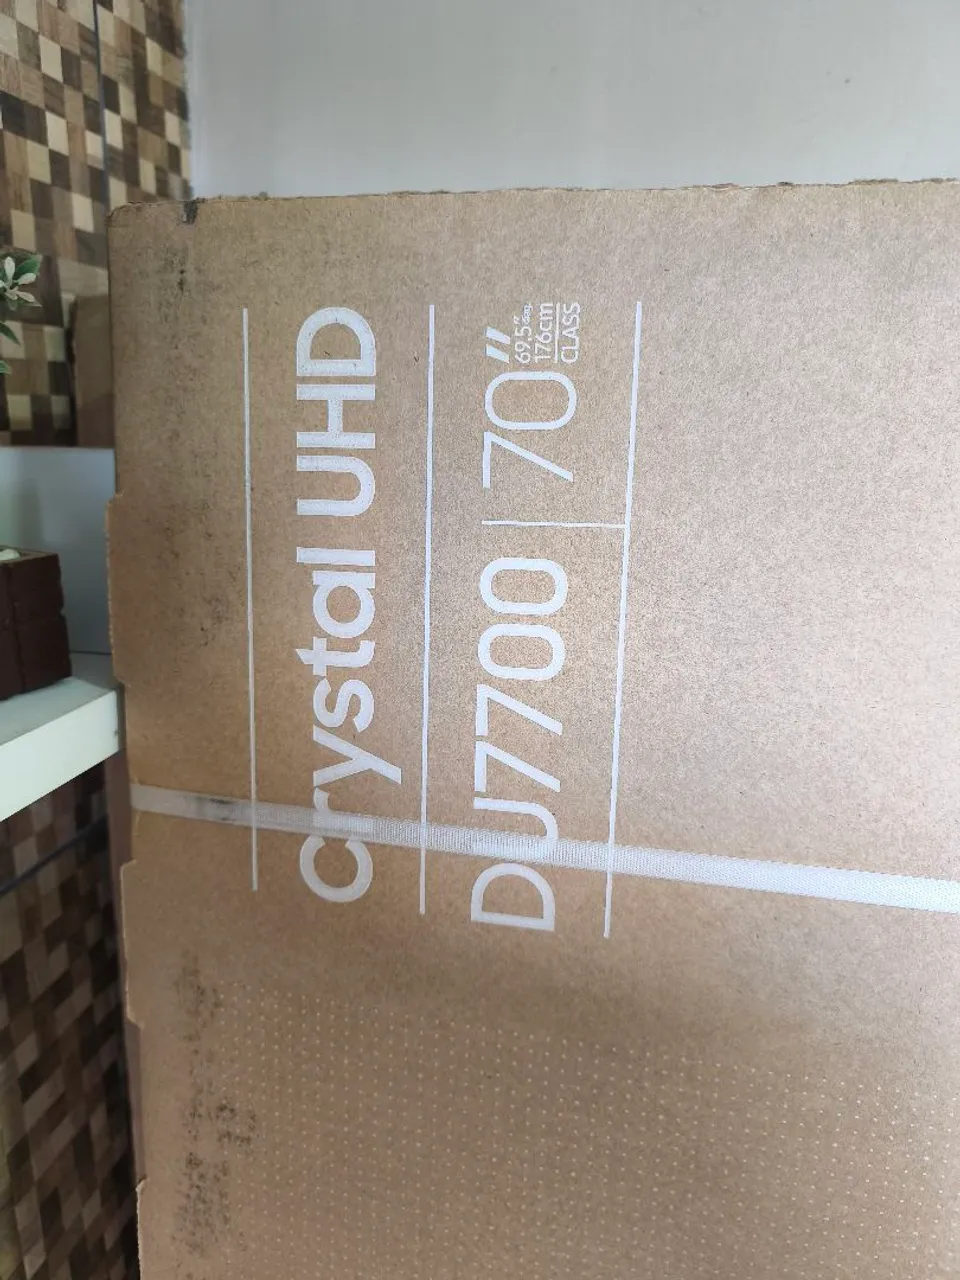 Crystal UHD
DU7700 | 70”
69.5” diag.
176cm
CLASS